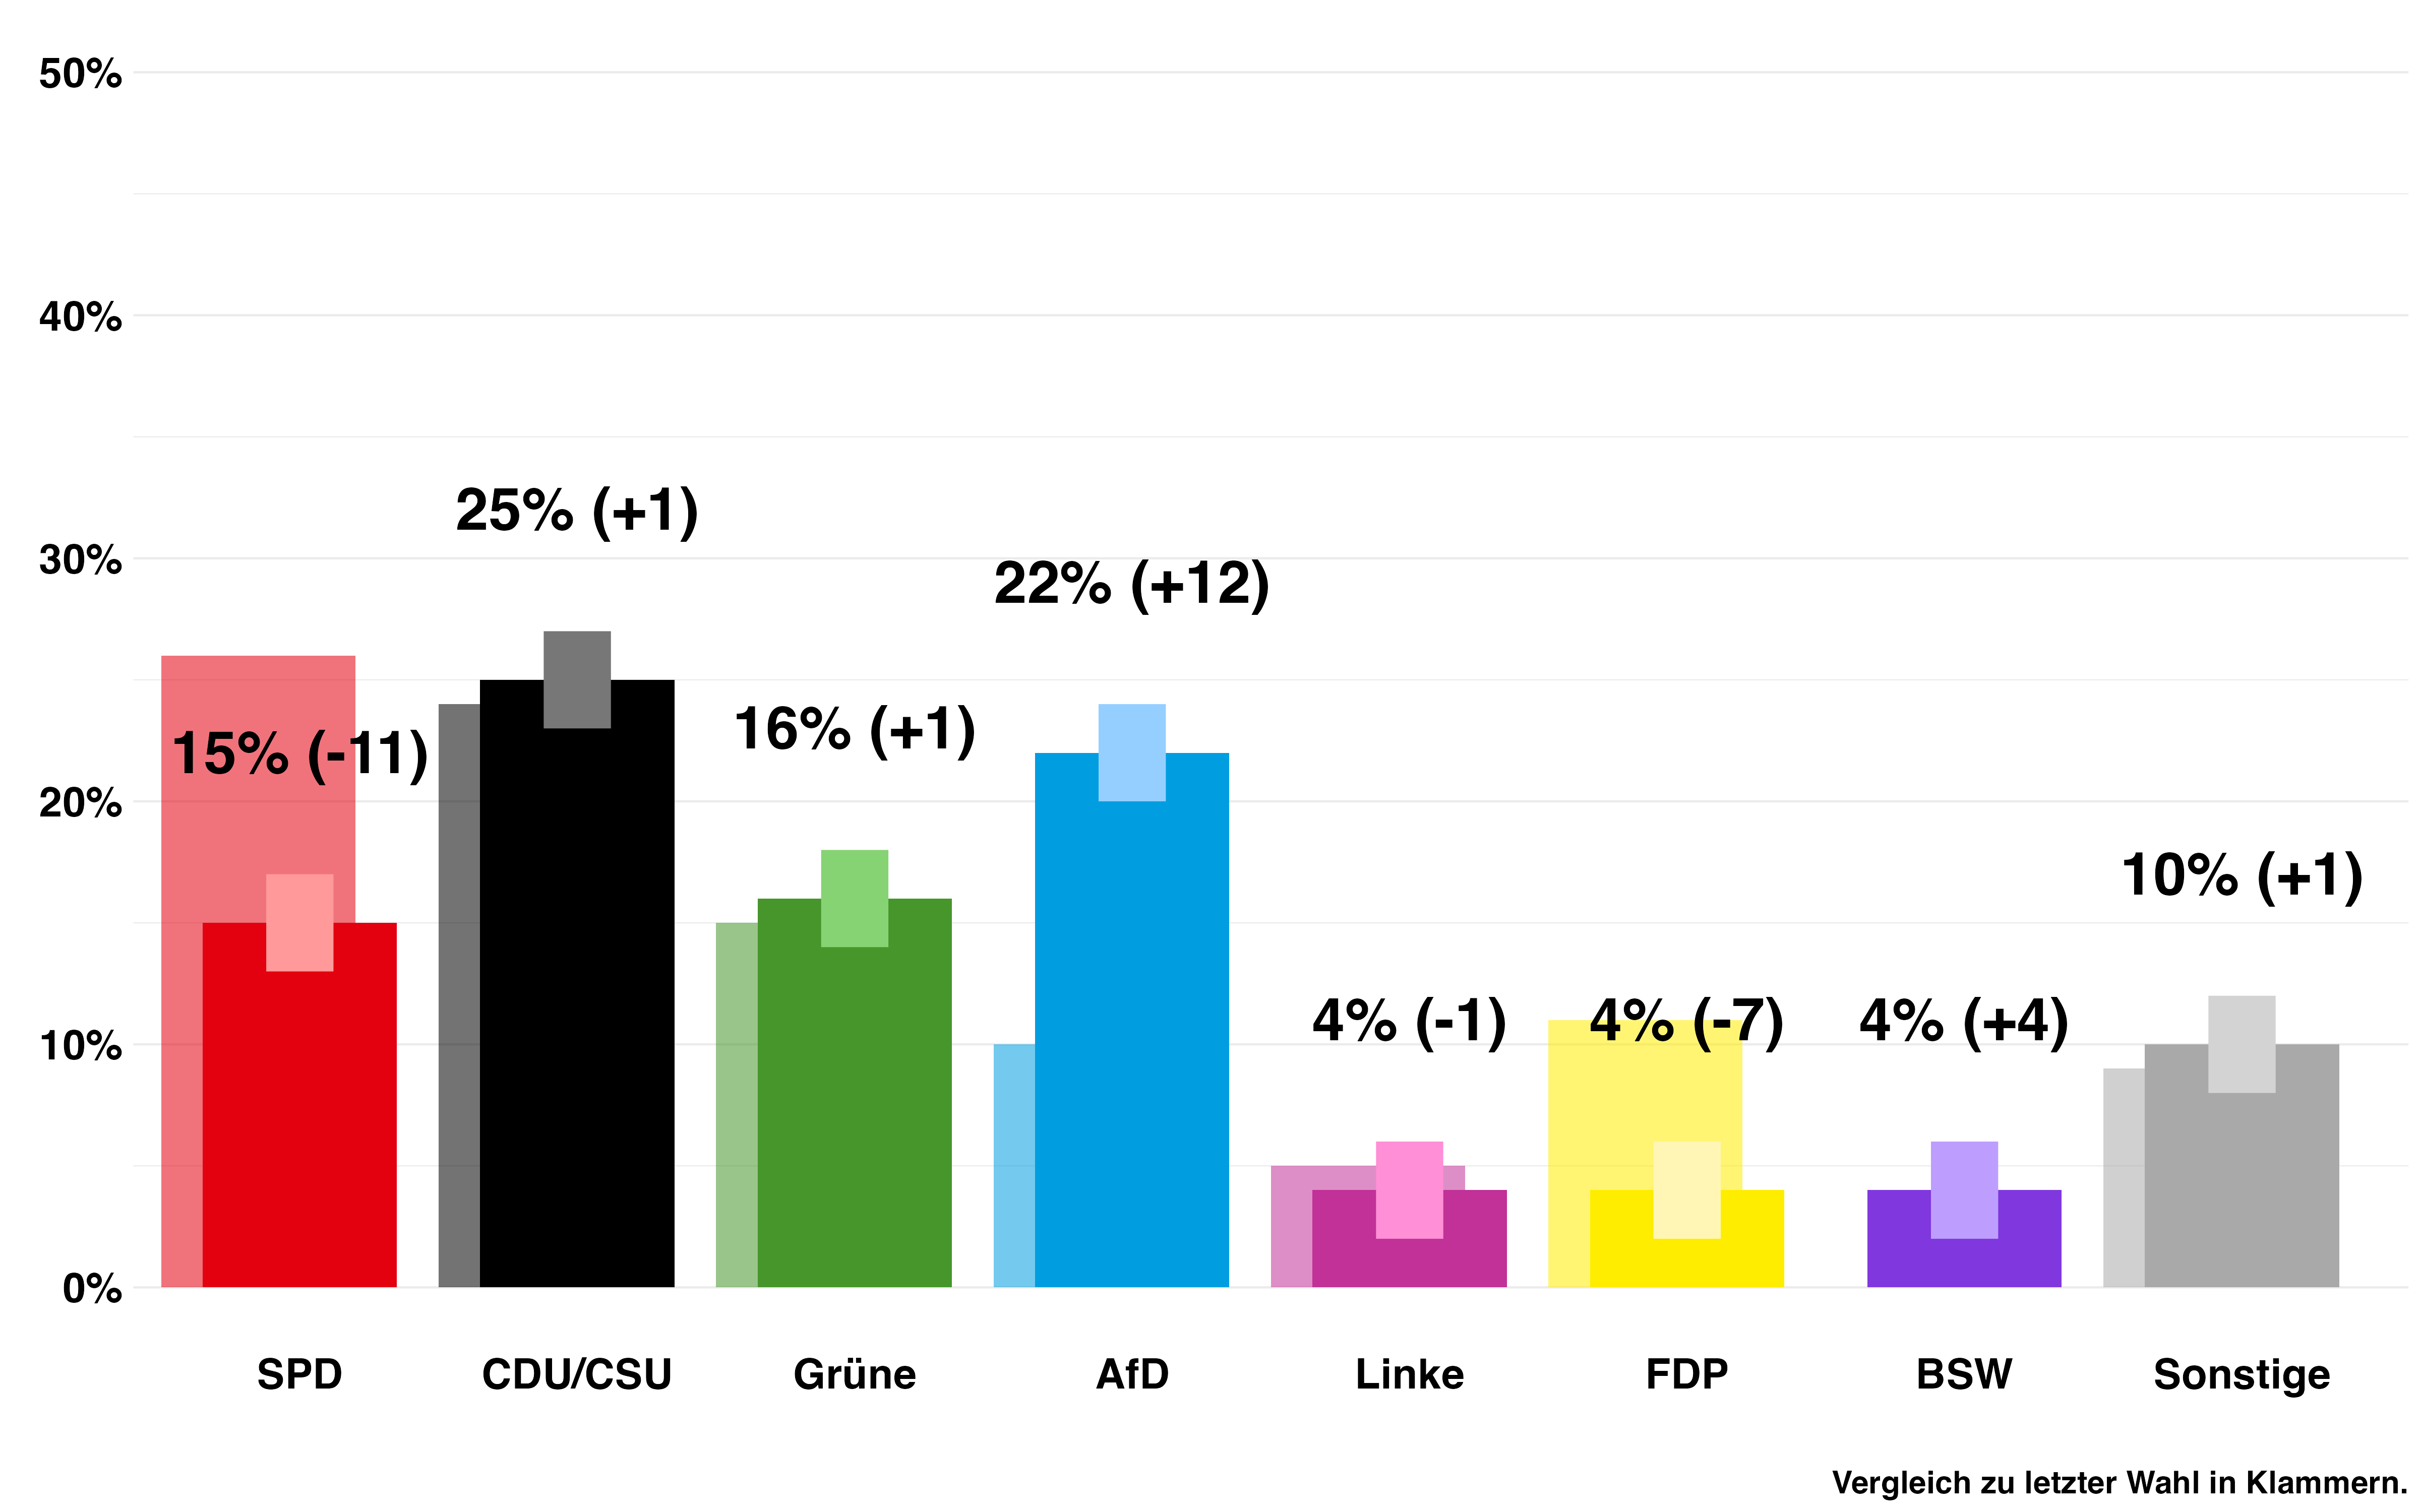 50%
40%
30%
20%
10%
0%
15% (-11)
25% (+1)
16% (+1)
22% (+12)
4% (-1)
4% (-7)
4% (+4)
10% (+1)
SPD
CDU/CSU
Grüne
AfD
Linke
FDP
BSW
Sonstige
Vergleich zu letzter Wahl in Klammern.